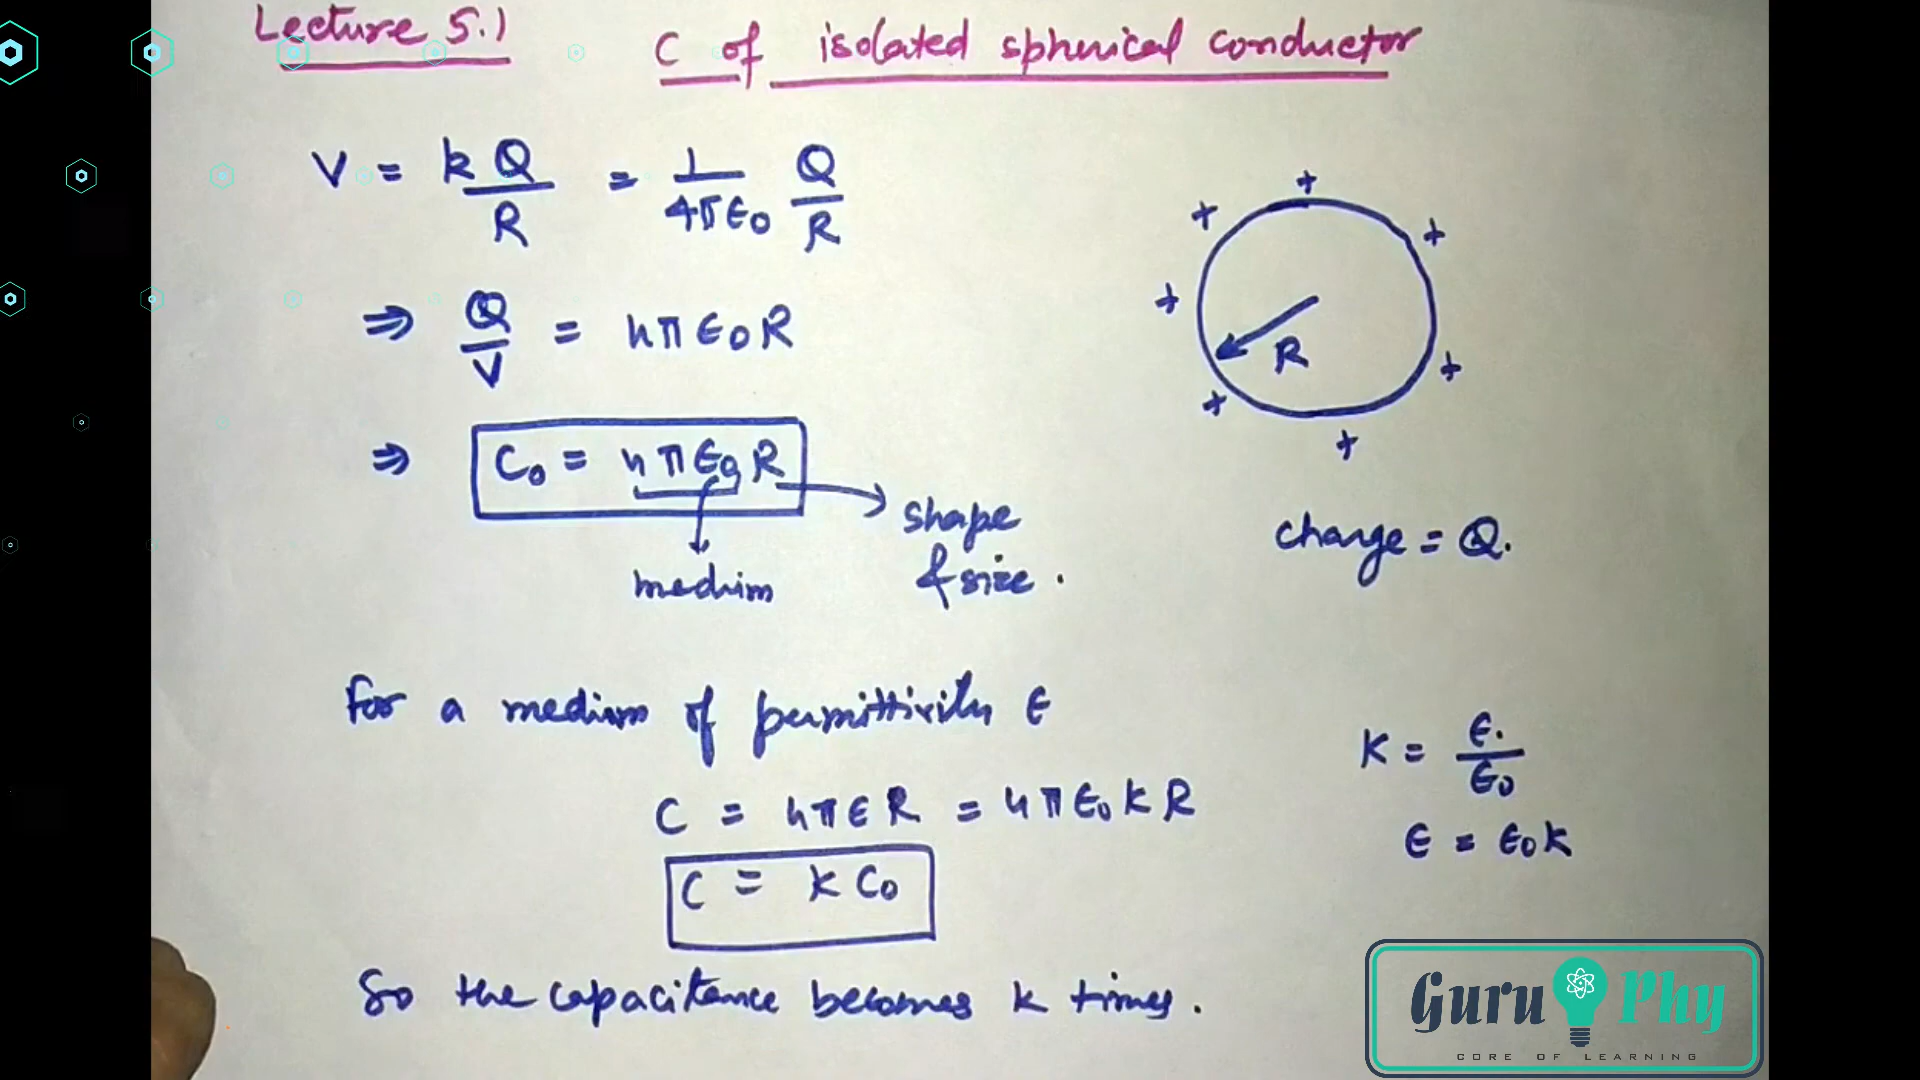 Lecture 5.1
C of isolated spherical conductor
V = kQ/R = 1/4πϵ0 Q/R
⇒ Q/V = 4πϵ0R
⇒ C0 = 4πϵ0R
medium
shape
& size.
R
+ + + + + + + +
charge = Q.
For a medium of permittivity ϵ
C = 4πϵR = 4πϵ0kR
C = kC0
K = ϵ/ϵ0
ϵ = ϵ0k
So the capacitance becomes k times.
Guru Phy
CORE OF LEARNING